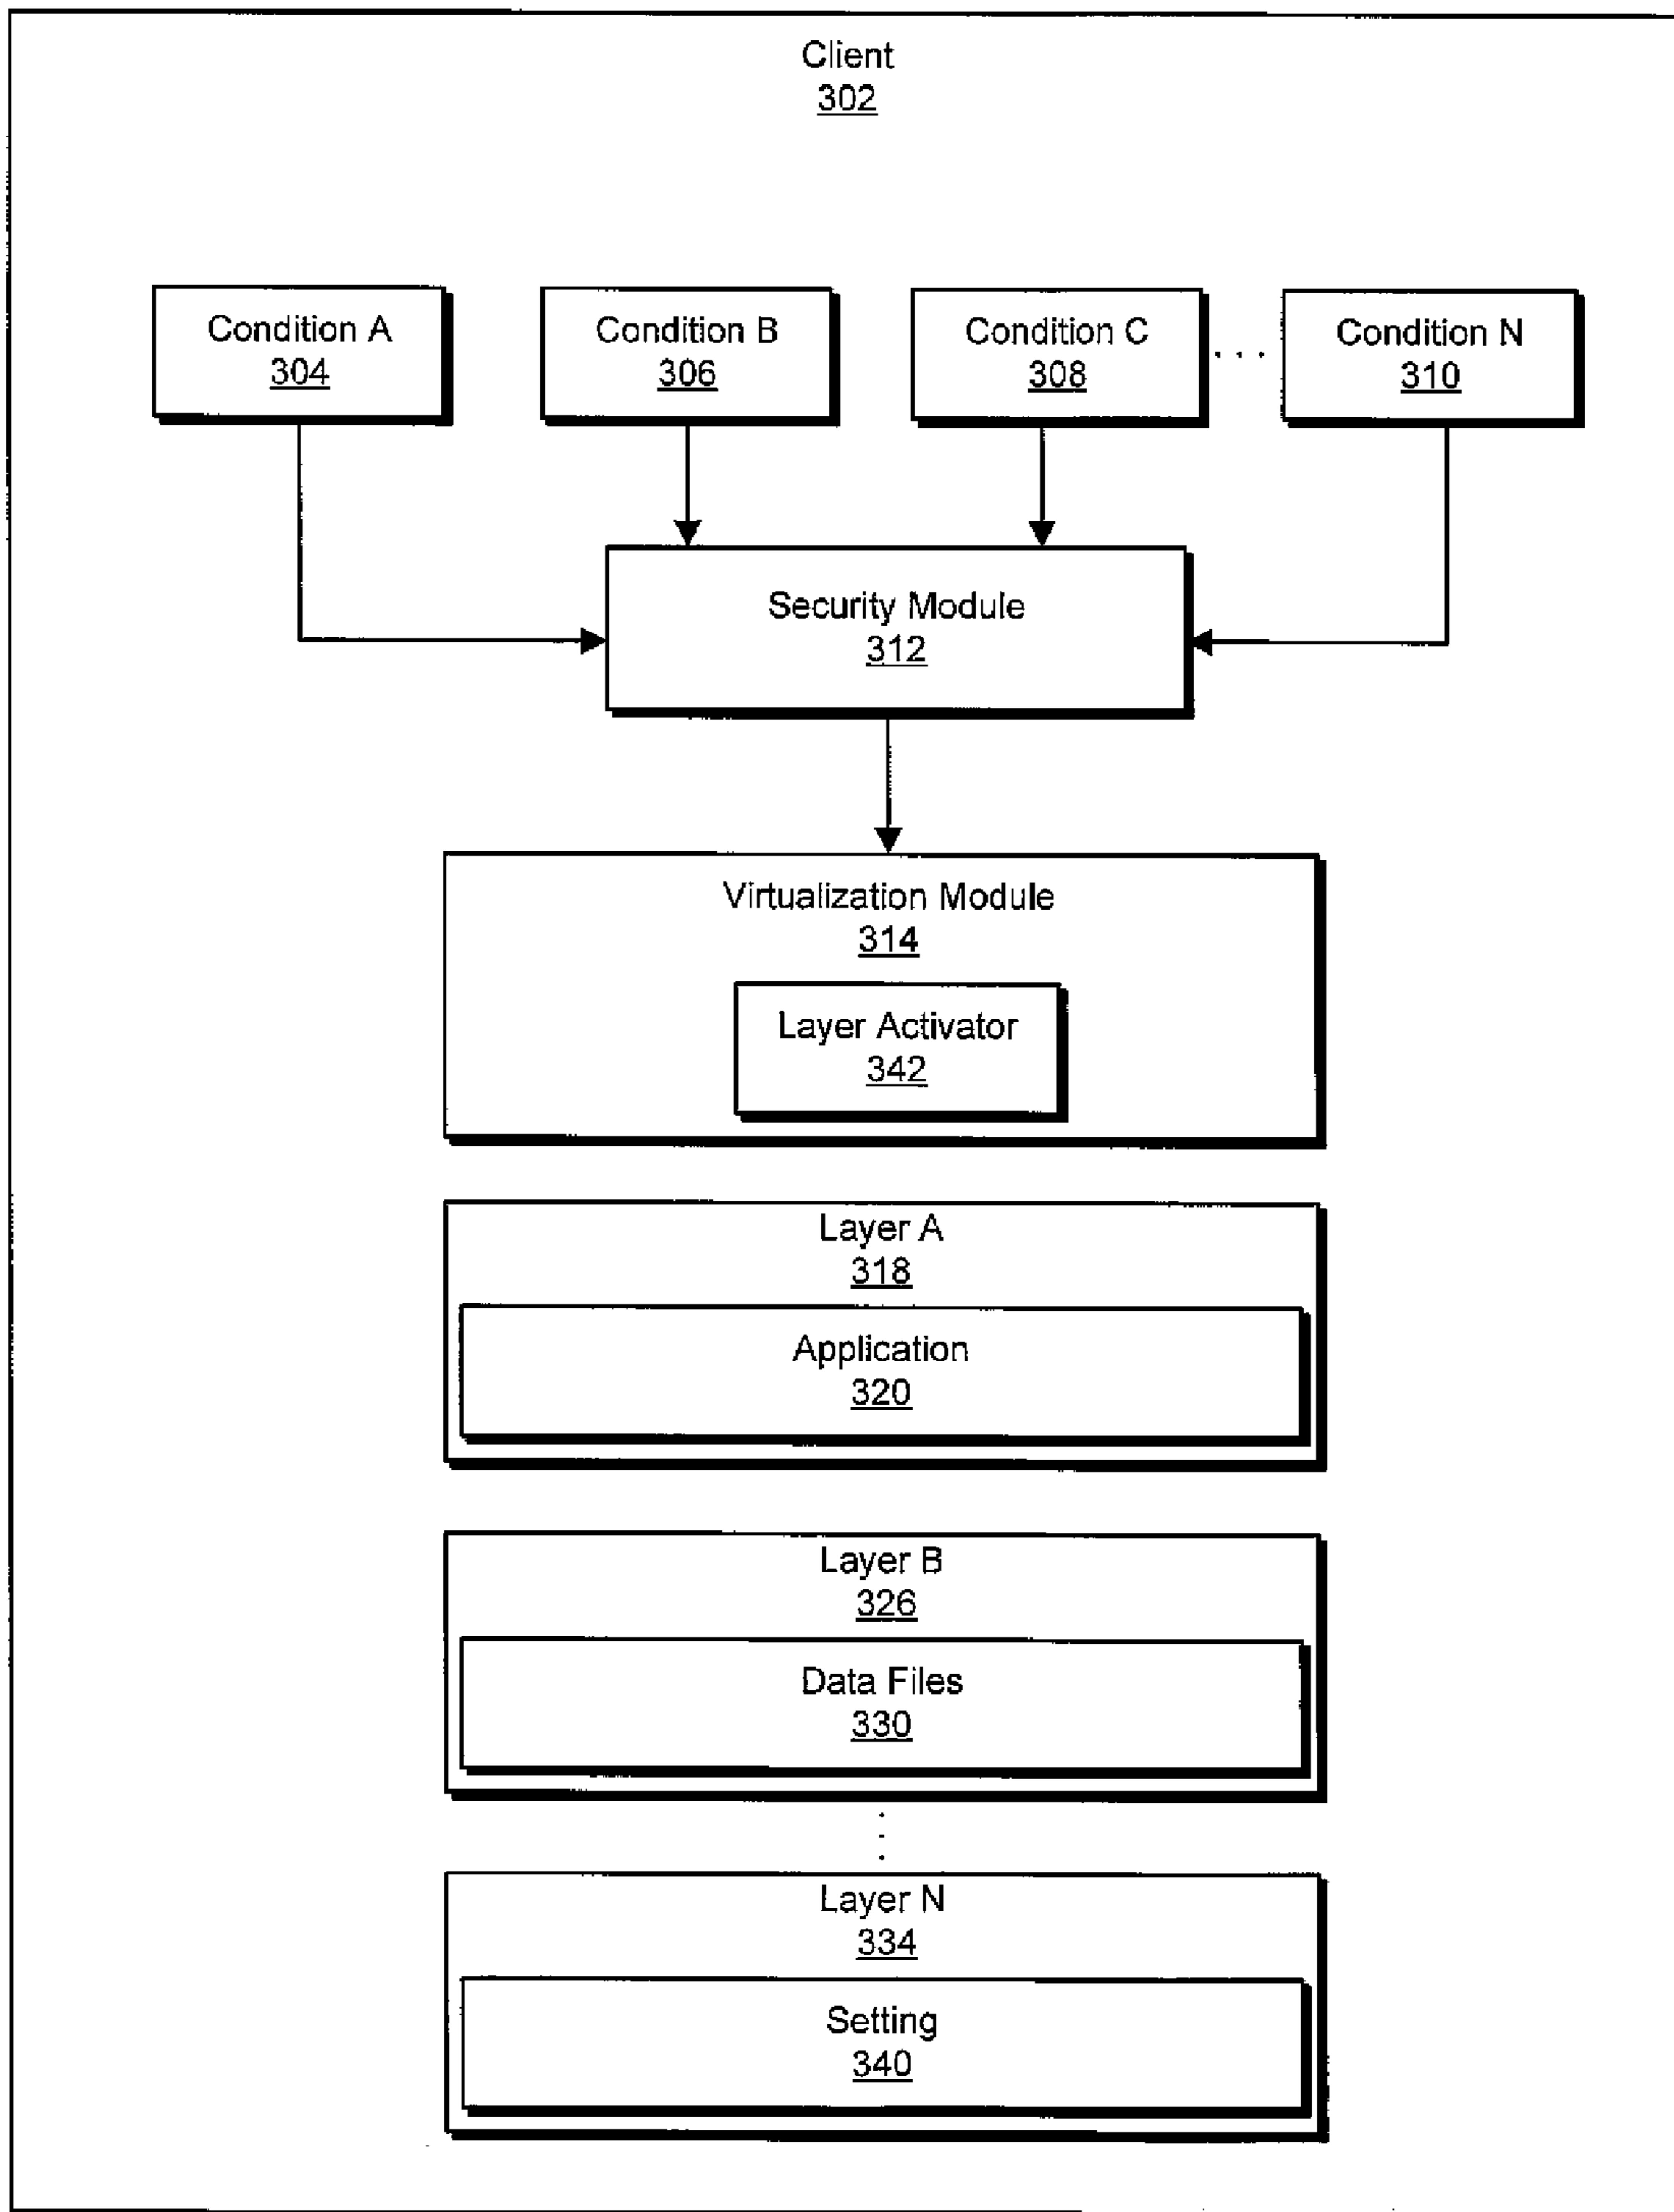 Client
302
Condition A
304
Condition B
306
Condition C
308
. . .
Condition N
310
Security Module
312
Virtualization Module
314
Layer Activator
342
Layer A
318
Application
320
Layer B
326
Data Files
330
Layer N
334
Setting
340